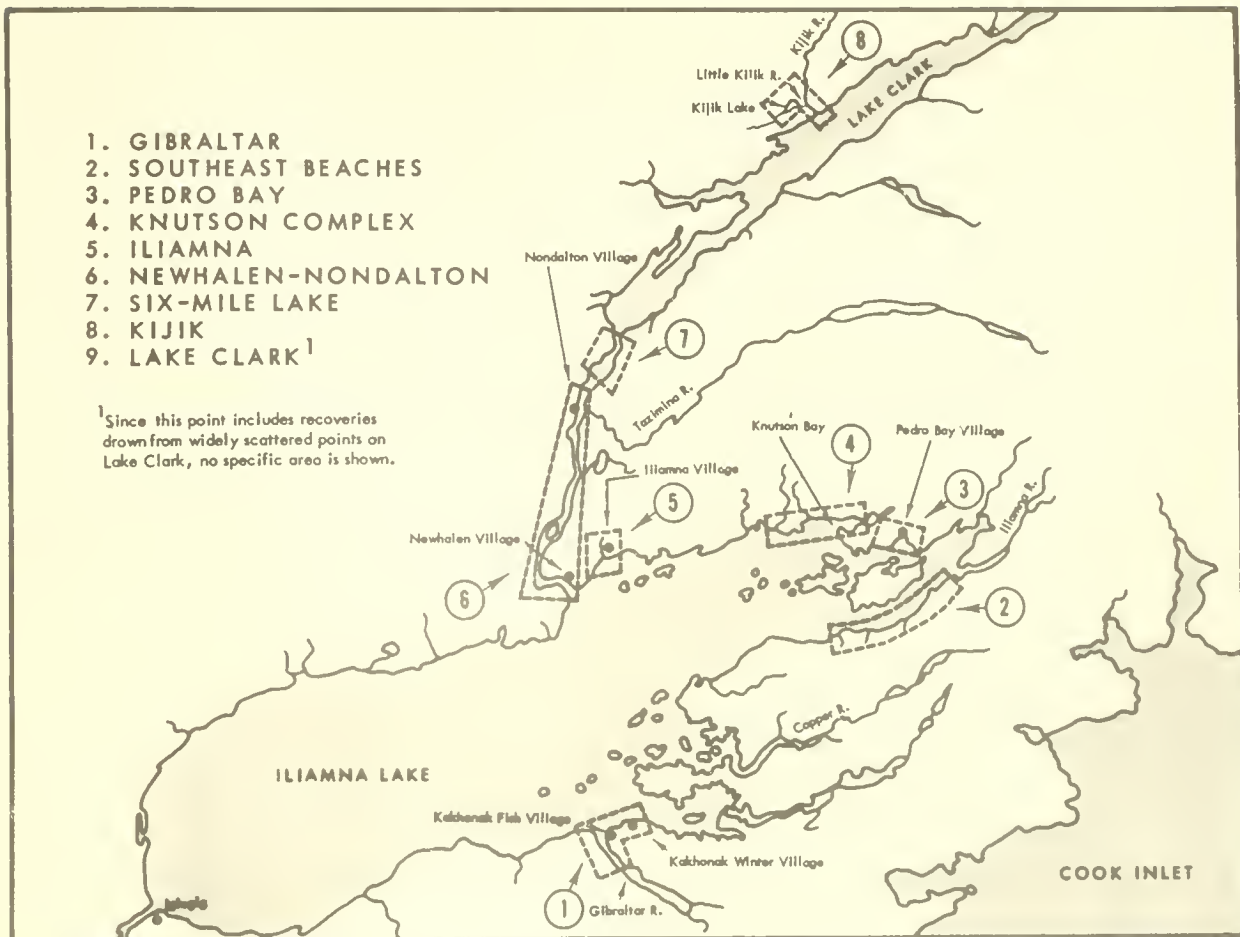 1. GIBRALTAR
2. SOUTHEAST BEACHES
3. PEDRO BAY
4. KNUTSON COMPLEX
5. ILIAMNA
6. NEWHALEN-NONDALTON
7. SIX-MILE LAKE
8. KIJIK
9. LAKE CLARK¹
¹Since this point includes recoveries
drown from widely scattered points on
Lake Clark, no specific area is shown.
Kijik R.
8
Little Kijik R.
Kijik Lake
LAKE CLARK
Nondalton Village
7
Tazimina R.
Knutson Bay
4
Pedro Bay Village
Iliamna Village
5
3
Iliamna R.
Newhalen Village
6
2
Copper R.
ILIAMNA LAKE
Kakhonak Fish Village
Kakhonak Winter Village
COOK INLET
1
Gibraltar R.